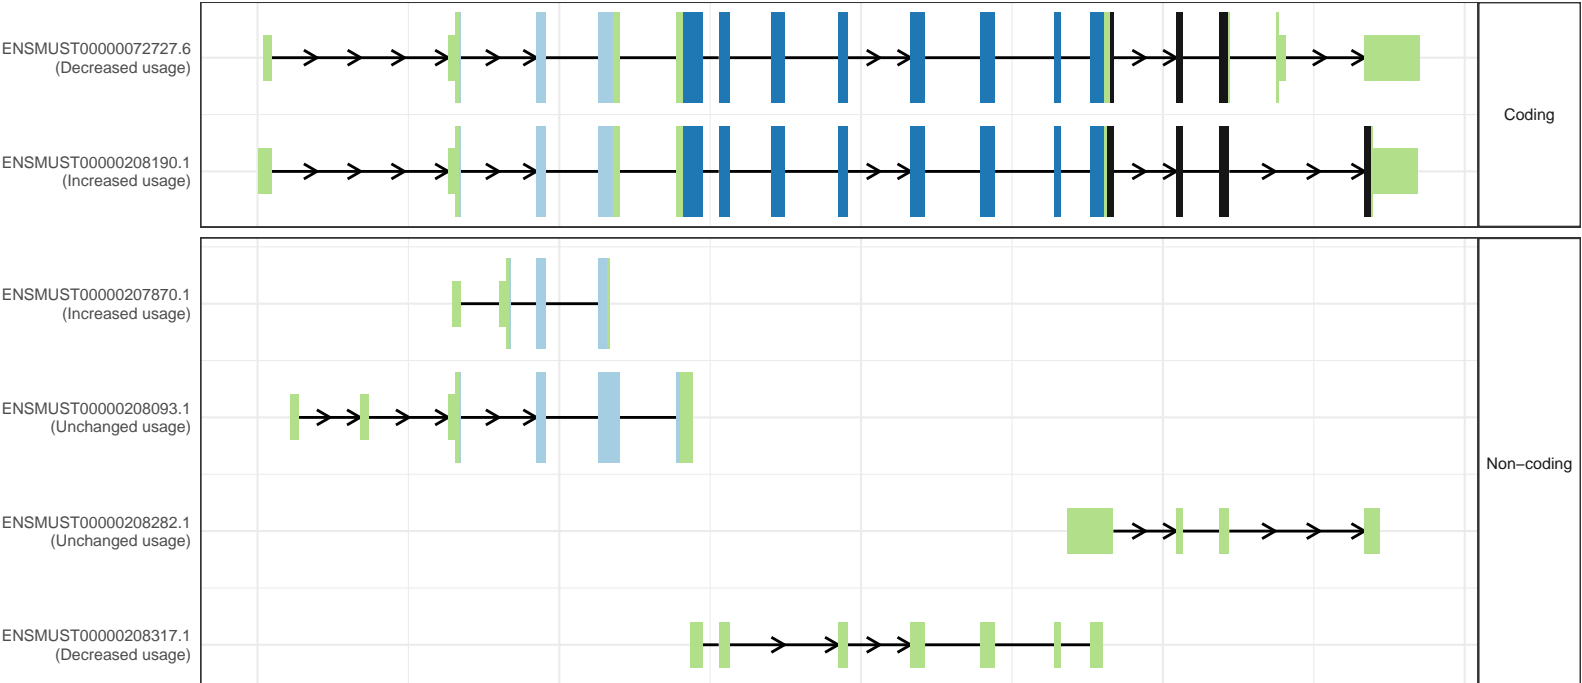 ENSMUST00000072727.6
(Decreased usage)
ENSMUST00000208190.1
(Increased usage)
Coding
ENSMUST00000207870.1
(Increased usage)
ENSMUST00000208093.1
(Unchanged usage)
ENSMUST00000208282.1
(Unchanged usage)
ENSMUST00000208317.1
(Decreased usage)
Non−coding